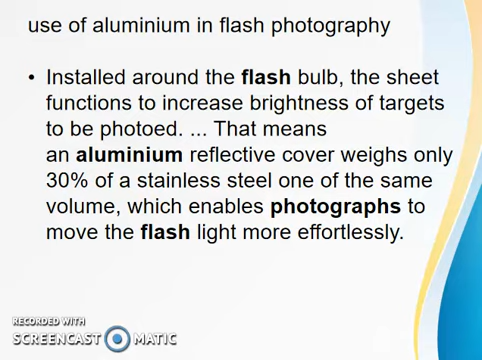 use of aluminium in flash photography
• Installed around the flash bulb, the sheet
functions to increase brightness of targets
to be photoed. ... That means
an aluminium reflective cover weighs only
30% of a stainless steel one of the same
volume, which enables photographs to
move the flash light more effortlessly.
RECORDED WITH
SCREENCAST MATIC